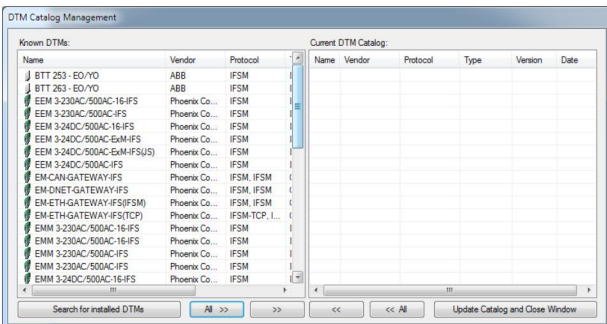 DTM Catalog Management
Known DTMs:
Name Vendor Protocol
BTT 253 - EO/YO ABB IFSM
BTT 263 - EO/YO ABB IFSM
EEM 3-230AC/500AC-16-IFS Phoenix Co... IFSM
EEM 3-230AC/500AC-IFS Phoenix Co... IFSM
EEM 3-24DC/500AC-16-IFS Phoenix Co... IFSM
EEM 3-24DC/500AC-ExM-IFS Phoenix Co... IFSM
EEM 3-24DC/500AC-ExM-IFS(JS) Phoenix Co... IFSM
EEM 3-24DC/500AC-IFS Phoenix Co... IFSM
EM-CAN-GATEWAY-IFS Phoenix Co... IFSM, IFSM
EM-DNET-GATEWAY-IFS Phoenix Co... IFSM, IFSM
EM-ETH-GATEWAY-IFS(IFSM) Phoenix Co... IFSM, IFSM
EM-ETH-GATEWAY-IFS(TCP) Phoenix Co... IFSM-TCP, I...
EMM 3-230AC/500AC-16-IFS Phoenix Co... IFSM
EMM 3-230AC/500AC-16-IFS Phoenix Co... IFSM
EMM 3-230AC/500AC-IFS Phoenix Co... IFSM
EMM 3-230AC/500AC-IFS Phoenix Co... IFSM
EMM 3-24DC/500AC-16-IFS Phoenix Co... IFSM
Search for installed DTMs All >> >>
Current DTM Catalog:
Name Vendor Protocol Type Version Date
<< << All Update Catalog and Close Window